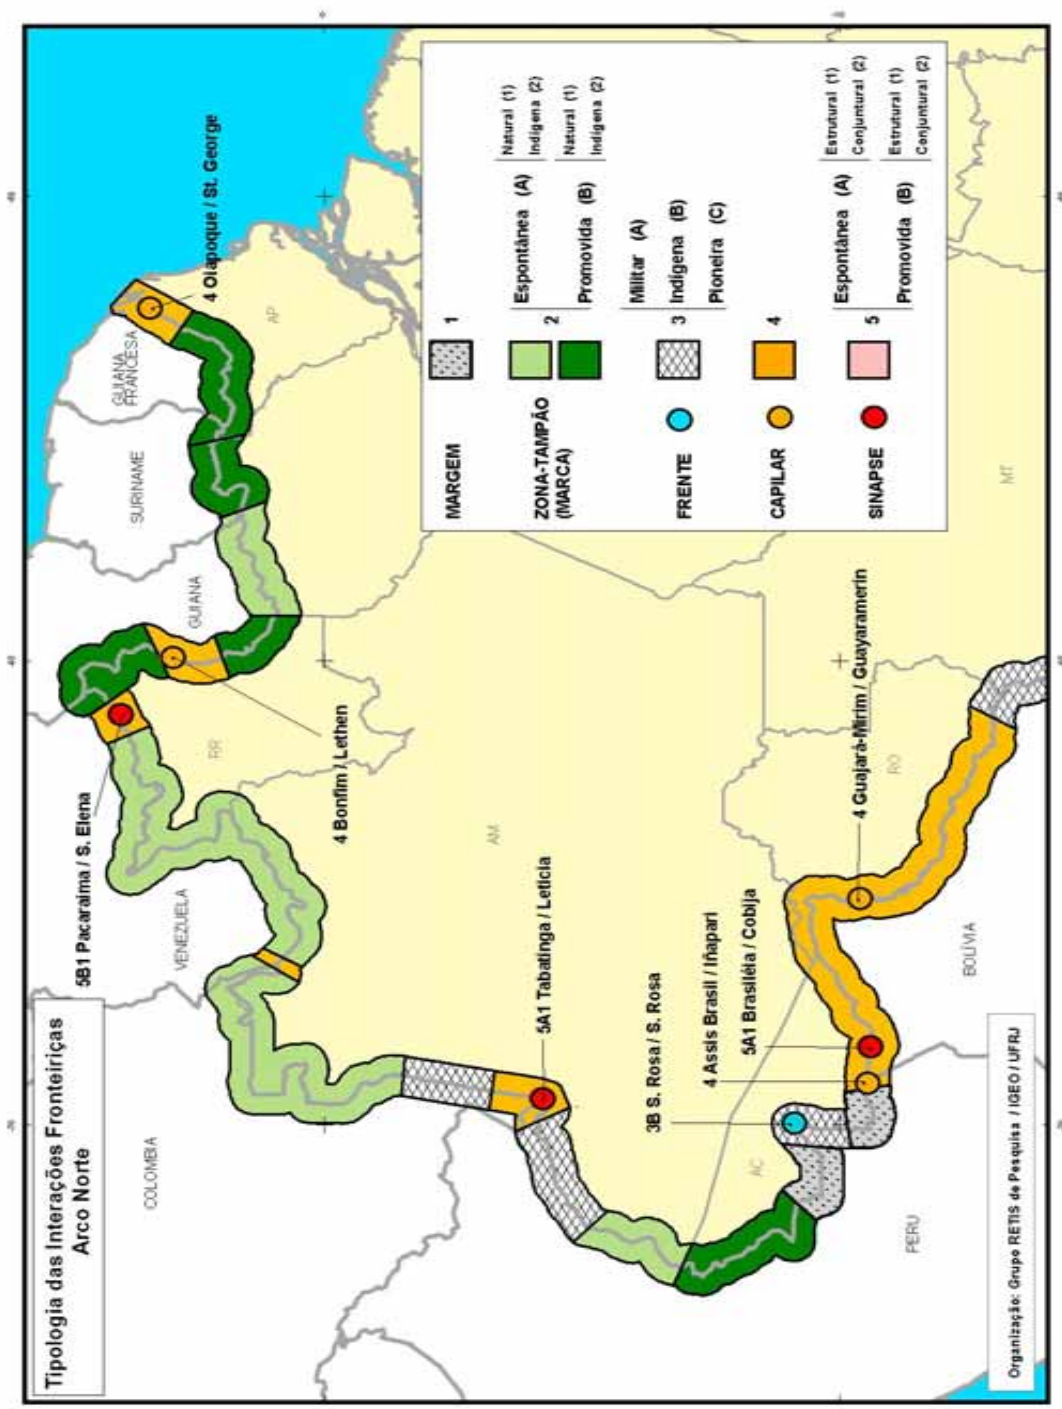 Tipologia das Interações Fronteiriças
Arco Norte
5B1 Pacaraima / S. Elena
4 Bonfim / Lethen
4 Oiapoque / St. George
GUIANA
FRANCESA
SURINAME
GUIANA
VENEZUELA
COLOMBIA
AP
RR
AM
5A1 Tabatinga / Leticia
3B S. Rosa / S. Rosa
4 Assis Brasil / Iñapari
5A1 Brasiléia / Cobija
4 Guajará-Mirim / Guayaramerin
AC
RO
MT
PERU
BOLÍVIA
MARGEM 1
ZONA-TAMPÃO
(MARCA)
2
Espontânea (A)
Natural (1)
Indígena (2)
Promovida (B)
Natural (1)
Indígena (2)
FRENTE 3
Militar (A)
Indígena (B)
Pioneira (C)
CAPILAR 4
SINAPSE 5
Espontânea (A)
Estrutural (1)
Conjuntural (2)
Promovida (B)
Estrutural (1)
Conjuntural (2)
Organização: Grupo RETIS de Pesquisa / IGEO / UFRJ